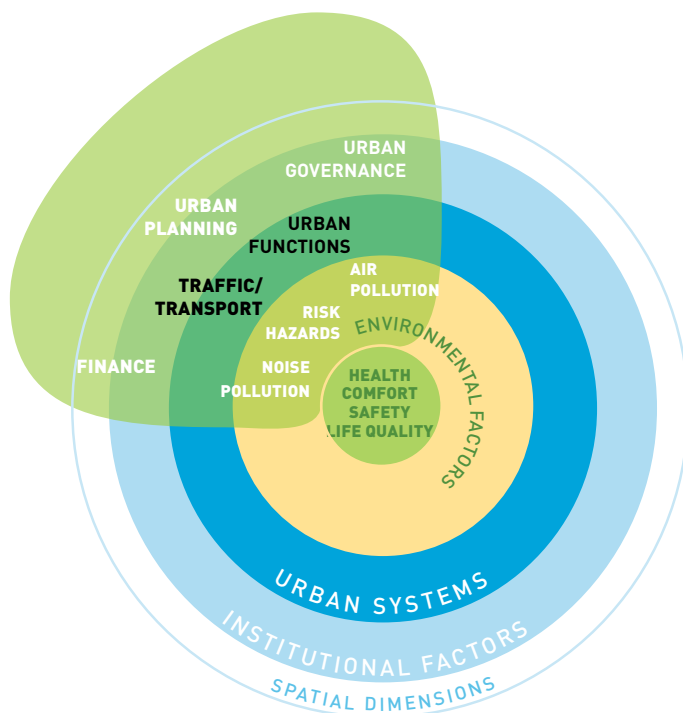 URBAN
GOVERNANCE
URBAN
PLANNING
URBAN
FUNCTIONS
TRAFFIC/
TRANSPORT
AIR
POLLUTION
RISK
HAZARDS
FINANCE
NOISE
POLLUTION
ENVIRONMENTAL FACTORS
HEALTH
COMFORT
SAFETY
LIFE QUALITY
URBAN SYSTEMS
INSTITUTIONAL FACTORS
SPATIAL DIMENSIONS